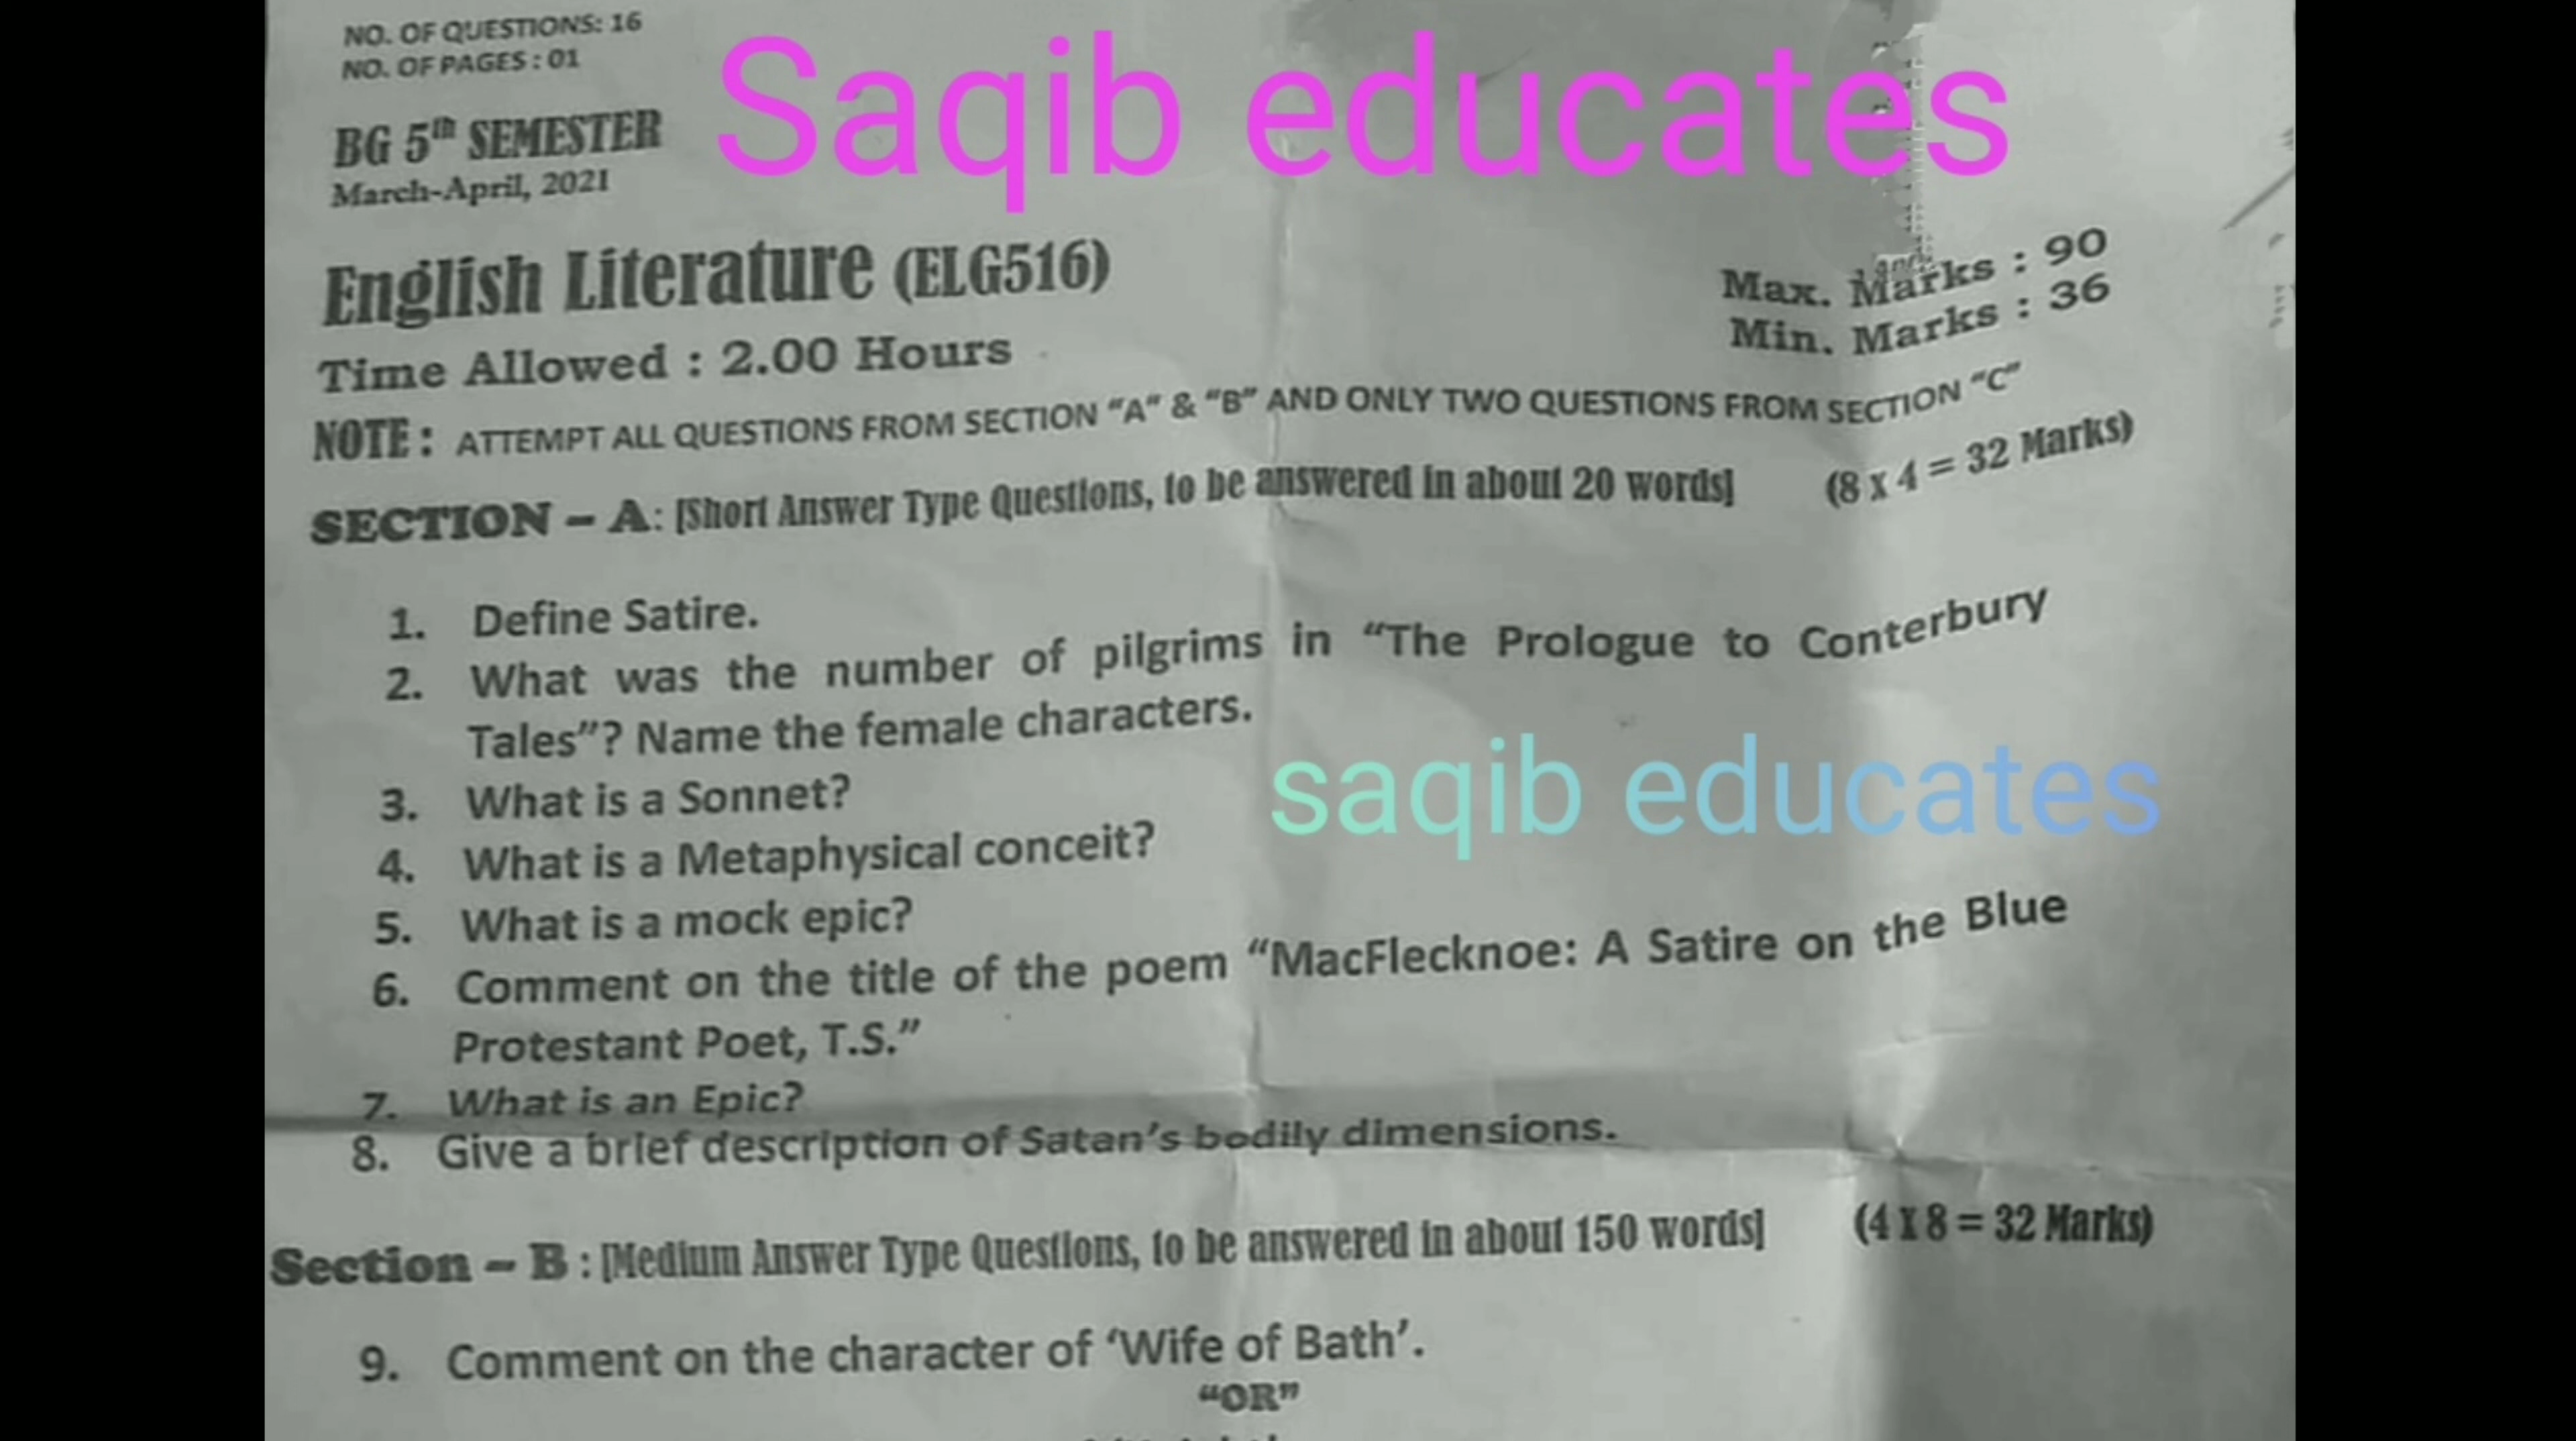 NO. OF QUESTIONS: 16
NO. OF PAGES : 01
Saqib educates
BG 5th SEMESTER
March-April, 2021
English Literature (ELG516)
Max. Marks : 90
Time Allowed : 2.00 Hours
Min. Marks : 36
NOTE : ATTEMPT ALL QUESTIONS FROM SECTION “A” & “B” AND ONLY TWO QUESTIONS FROM SECTION “C”
SECTION – A: [Short Answer Type Questions, to be answered in about 20 words] (8 x 4 = 32 Marks)
1. Define Satire.
2. What was the number of pilgrims in “The Prologue to Conterbury
Tales”? Name the female characters.
saqib educates
3. What is a Sonnet?
4. What is a Metaphysical conceit?
5. What is a mock epic?
6. Comment on the title of the poem “MacFlecknoe: A Satire on the Blue
Protestant Poet, T.S.”
7. What is an Epic?
8. Give a brief description of Satan’s bodily dimensions.
Section – B : [Medium Answer Type Questions, to be answered in about 150 words] (4 X 8 = 32 Marks)
9. Comment on the character of ‘Wife of Bath’.
“OR”